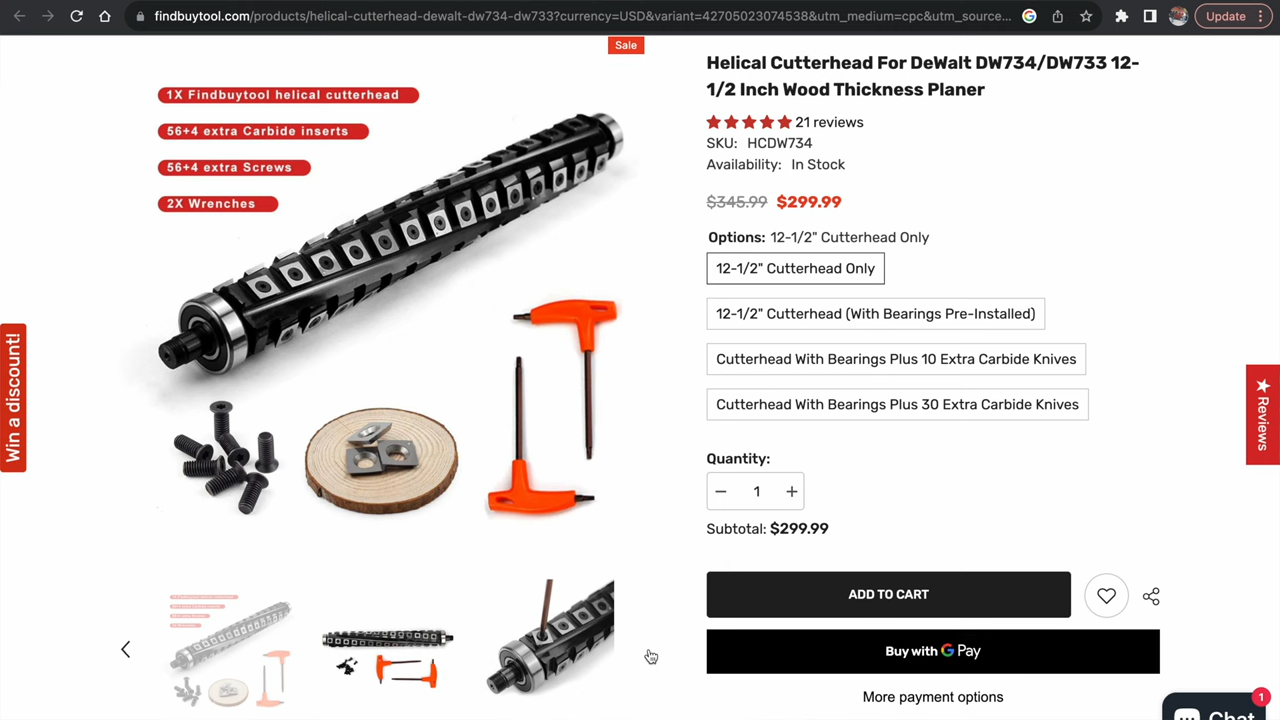 findbuytool.com/products/helical-cutterhead-dewalt-dw734-dw733?currency=USD&variant=42705023074538&utm_medium=cpc&utm_source...
Update
Sale
1X Findbuytool helical cutterhead
56+4 extra Carbide inserts
56+4 extra Screws
2X Wrenches
Win a discount!
Helical Cutterhead For DeWalt DW734/DW733 12-
1/2 Inch Wood Thickness Planer
21 reviews
SKU: HCDW734
Availability: In Stock
$345.99 $299.99
Options: 12-1/2" Cutterhead Only
12-1/2" Cutterhead Only
12-1/2" Cutterhead (With Bearings Pre-Installed)
Cutterhead With Bearings Plus 10 Extra Carbide Knives
Cutterhead With Bearings Plus 30 Extra Carbide Knives
★ Reviews
Quantity:
− 1 +
Subtotal: $299.99
ADD TO CART
Buy with G Pay
More payment options
Chat
1